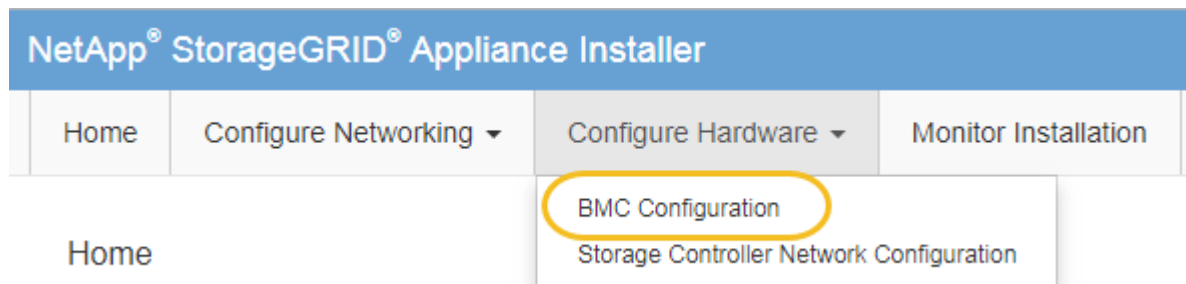 NetApp® StorageGRID® Appliance Installer
Home Configure Networking Configure Hardware Monitor Installation
BMC Configuration
Home Storage Controller Network Configuration